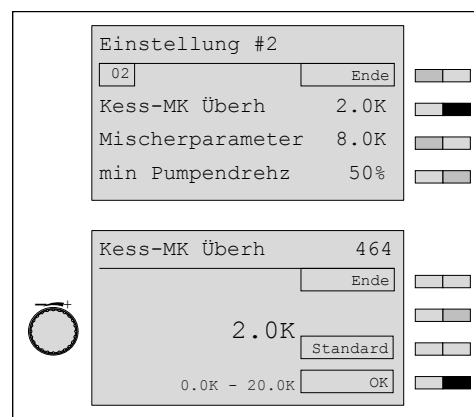 Einstellung #2
02 Ende
Kess-MK Überh 2.0K
Mischerparameter 8.0K
min Pumpendrehz 50%
Kess-MK Überh 464
Ende
2.0K
Standard
0.0K - 20.0K OK
+